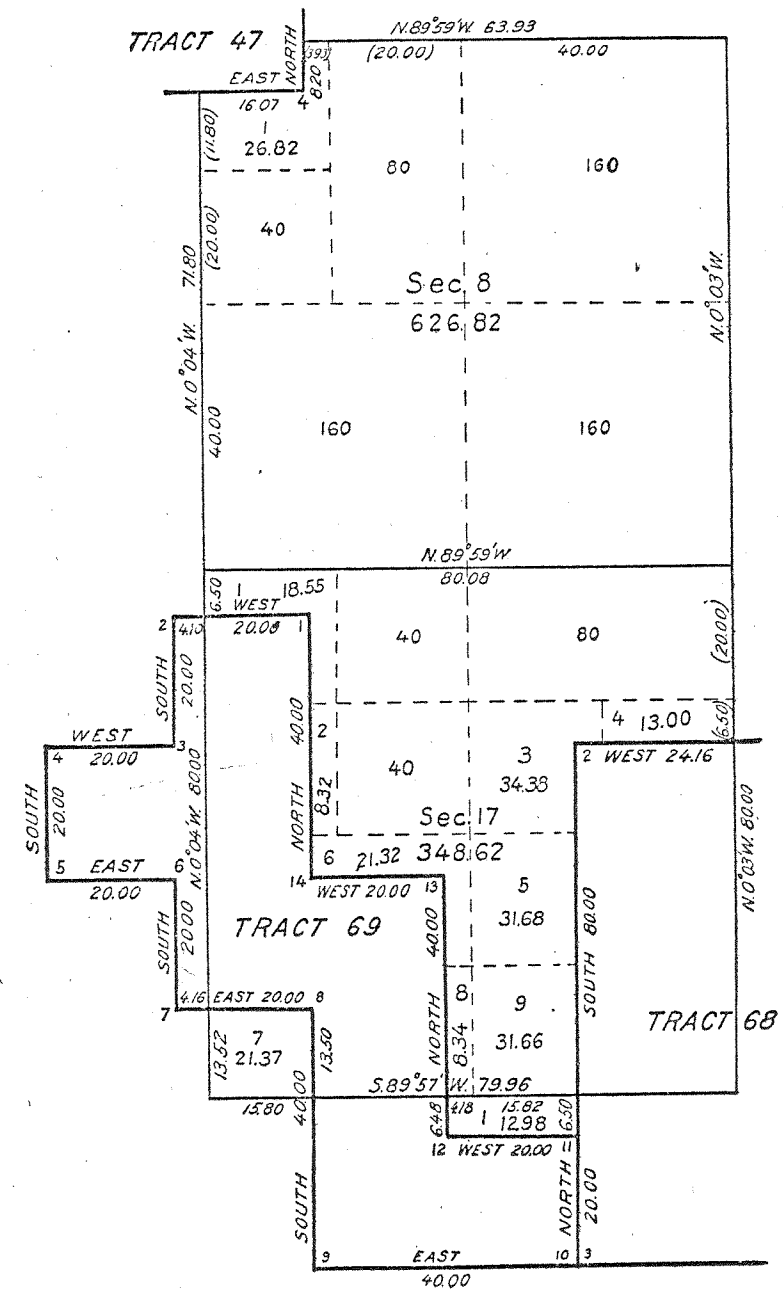 N.89°59'W. 63.93
TRACT 47
NORTH
(3.93)
(20.00)
40.00
EAST
8.20
16.07
4
(11.80)
1
26.82
80
160
40
(20.00)
71.80
Sec. 8
626.82
N.0°03'W.
N.0°04'W.
40.00
160
160
N.89°59'W.
80.08
6.50
1
18.55
WEST
2
4.10
20.00
1
40
80
(20.00)
SOUTH
20.00
4
13.00
(6.50)
WEST
3
40.00
2
3
34.38
2
WEST 24.16
4
20.00
40
SOUTH
20.00
N.0°04'W. 80.00
NORTH
8.32
Sec. 17
348.62
N.0°03'W. 80.00
5
EAST
6
6
21.32
20.00
14
WEST 20.00
13
5
31.68
SOUTH
20.00
TRACT 69
40.00
SOUTH 80.00
7
4.16
EAST 20.00
8
8
9
31.66
TRACT 68
7
21.37
13.52
13.50
NORTH
8.34
S.89°57'W. 79.96
15.80
40.00
6.48
4.18
15.82
1
12.98
6.50
12
WEST 20.00
11
SOUTH
NORTH
20.00
9
EAST
10
3
40.00